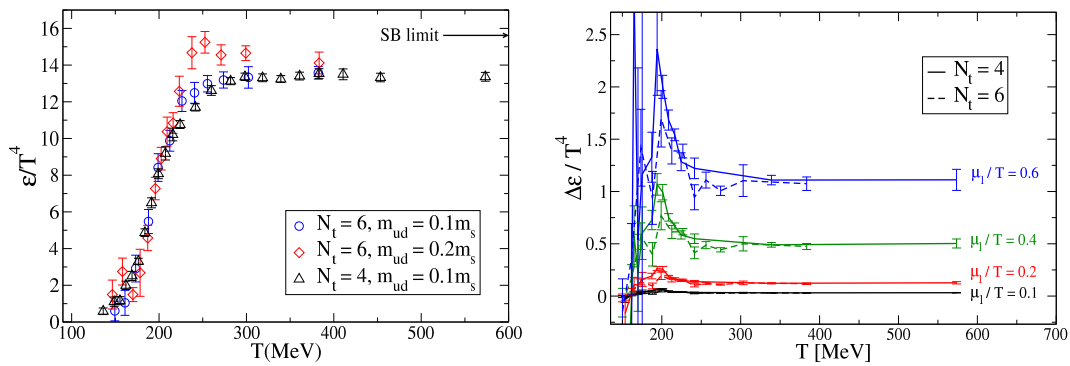 16
14
12
10
8
6
4
2
0
ε/T⁴
SB limit
N_t = 6, m_ud = 0.1m_s
N_t = 6, m_ud = 0.2m_s
N_t = 4, m_ud = 0.1m_s
100 200 300 400 500 600
T(MeV)
2.5
2
1.5
1
0.5
0
Δε / T⁴
N_t = 4
N_t = 6
μ_l / T = 0.6
μ_l / T = 0.4
μ_l / T = 0.2
μ_l / T = 0.1
200 300 400 500 600 700
T [MeV]